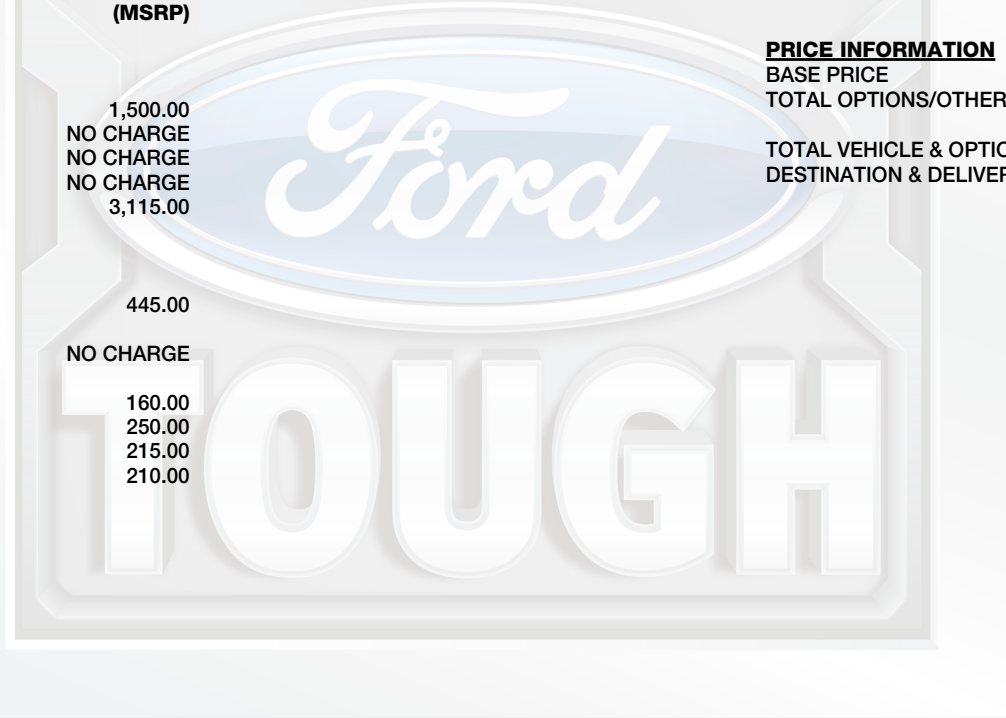 (MSRP)
1,500.00
NO CHARGE
NO CHARGE
NO CHARGE
3,115.00
445.00
NO CHARGE
160.00
250.00
215.00
210.00
PRICE INFORMATION
BASE PRICE
TOTAL OPTIONS/OTHER
TOTAL VEHICLE & OPTIO
DESTINATION & DELIVER
Ford
TOUGH